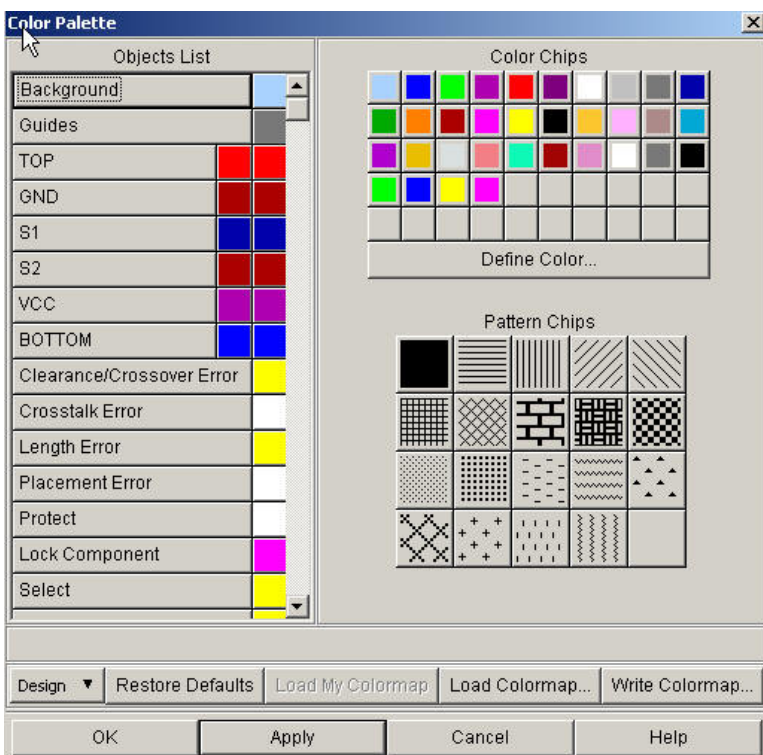 Color Palette
Objects List
Background
Guides
TOP
GND
S1
S2
VCC
BOTTOM
Clearance/Crossover Error
Crosstalk Error
Length Error
Placement Error
Protect
Lock Component
Select
Color Chips
Define Color...
Pattern Chips
Design
Restore Defaults
Load My Colormap
Load Colormap...
Write Colormap...
OK
Apply
Cancel
Help